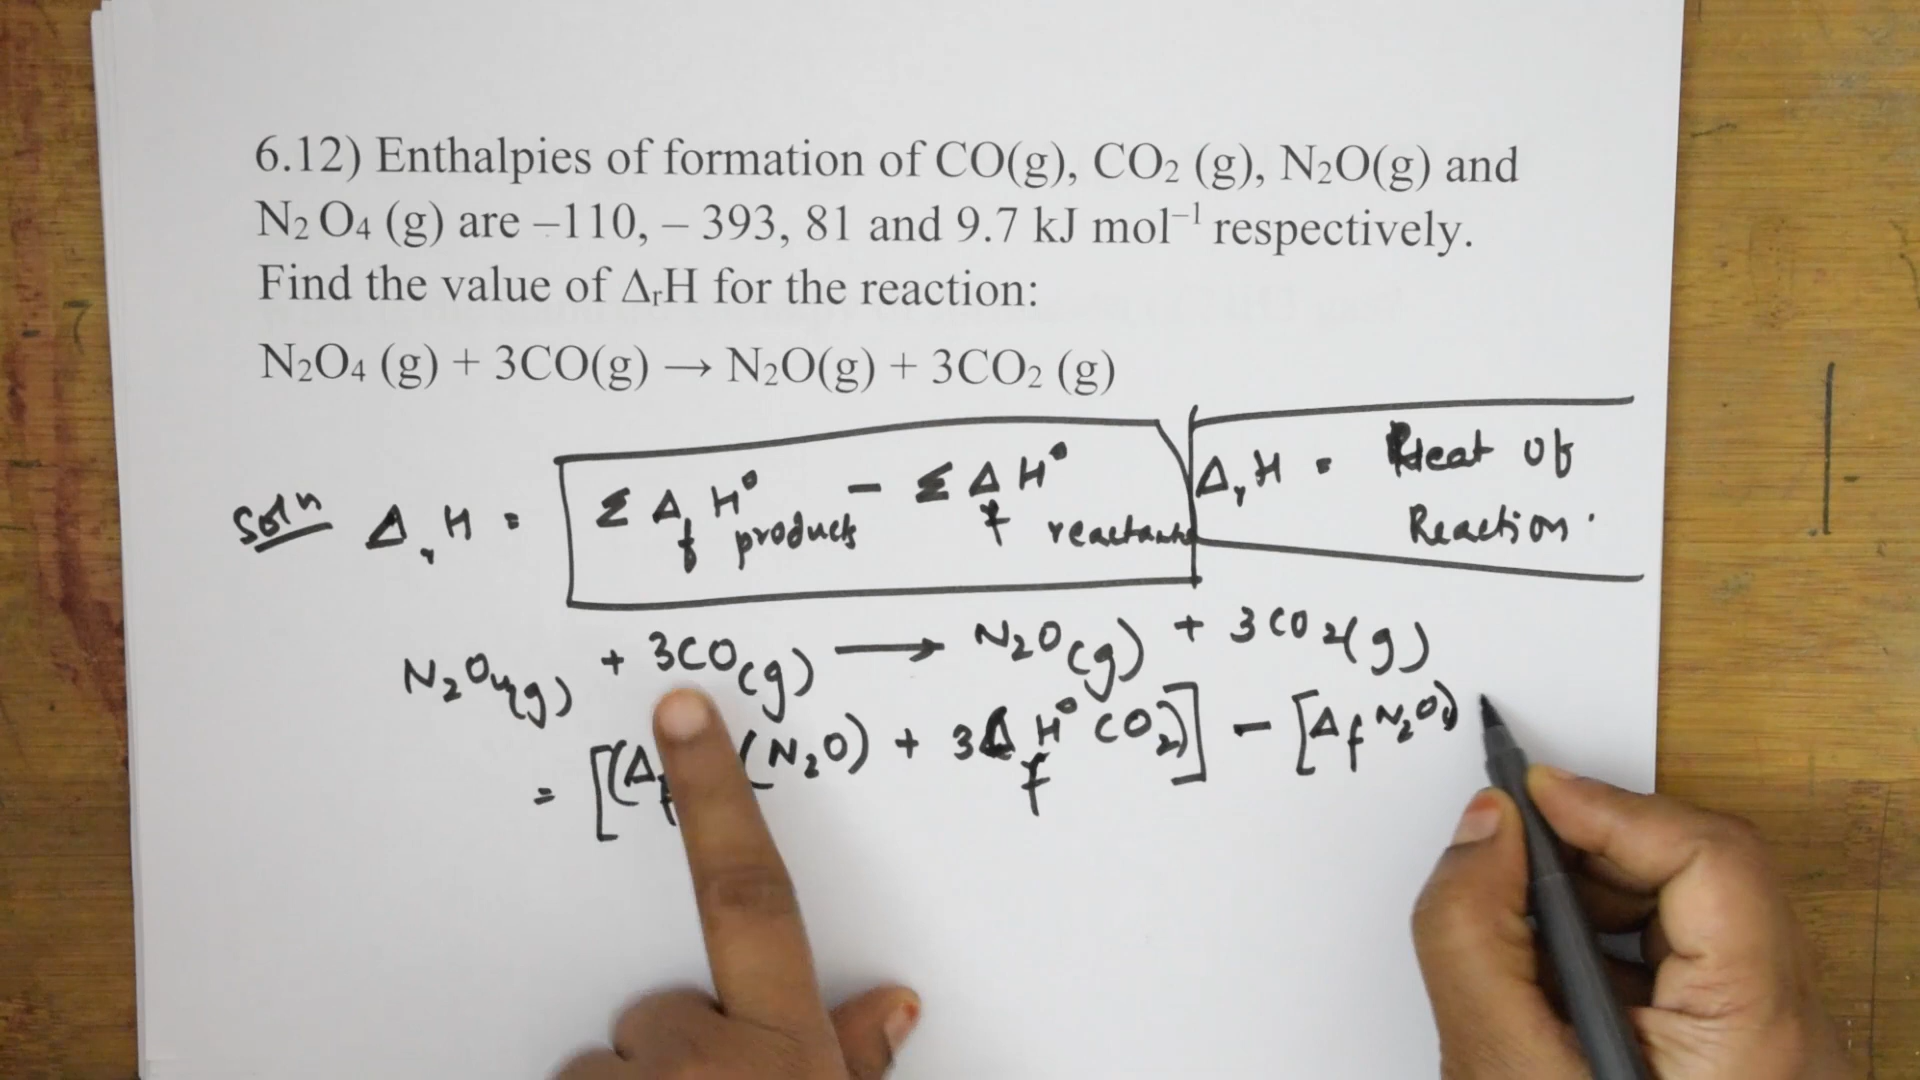 6.12) Enthalpies of formation of CO(g), CO2 (g), N2O(g) and
N2 O4 (g) are –110, – 393, 81 and 9.7 kJ mol⁻¹ respectively.
Find the value of ΔrH for the reaction:
N2O4 (g) + 3CO(g) → N2O(g) + 3CO2 (g)
Soln ΔrH = Σ ΔfH° products – Σ ΔfH° reactants
ΔrH = Heat of
Reaction.
N2O4(g) + 3CO(g) → N2O(g) + 3CO2(g)
= [(Δf (N2O) + 3ΔfH° CO2)] – [Δf N2O4)